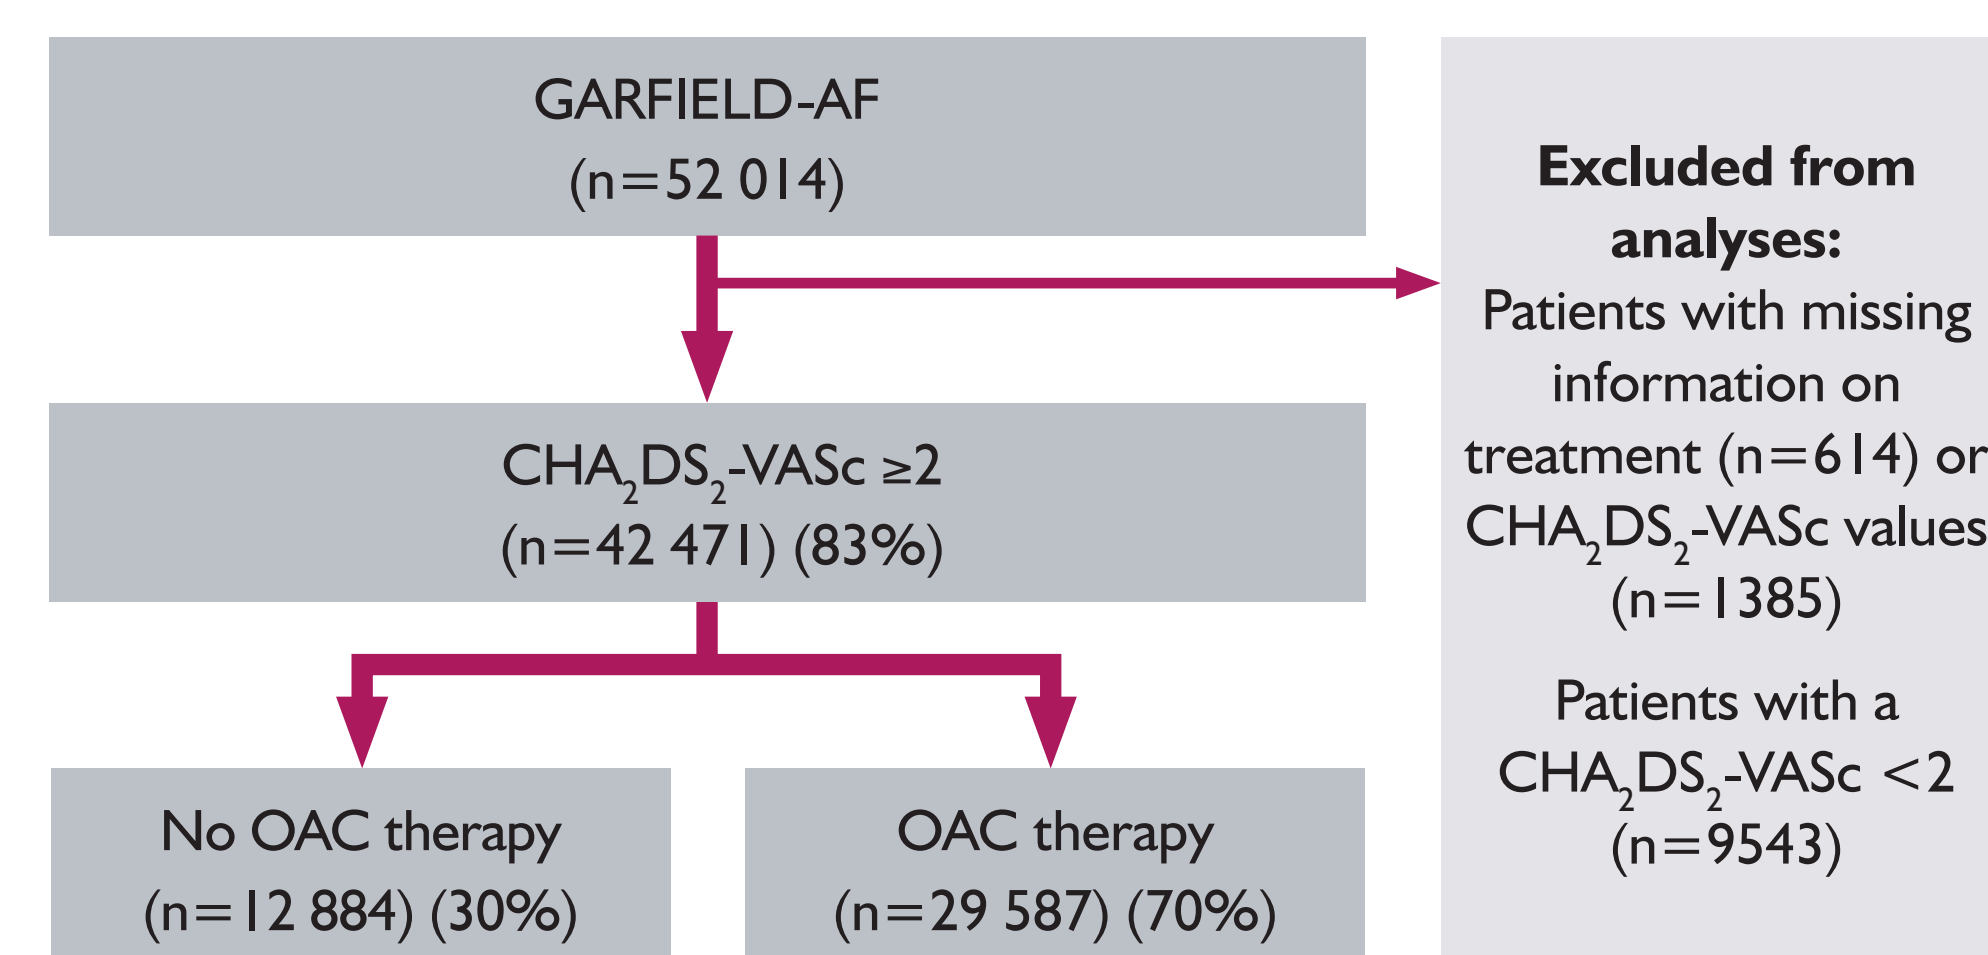 GARFIELD-AF
(n=52 014)
CHA₂DS₂-VASc ≥2
(n=42 471) (83%)
No OAC therapy
(n=12 884) (30%)
OAC therapy
(n=29 587) (70%)
Excluded from
analyses:
Patients with missing
information on
treatment (n=614) or
CHA₂DS₂-VASc values
(n=1385)
Patients with a
CHA₂DS₂-VASc <2
(n=9543)